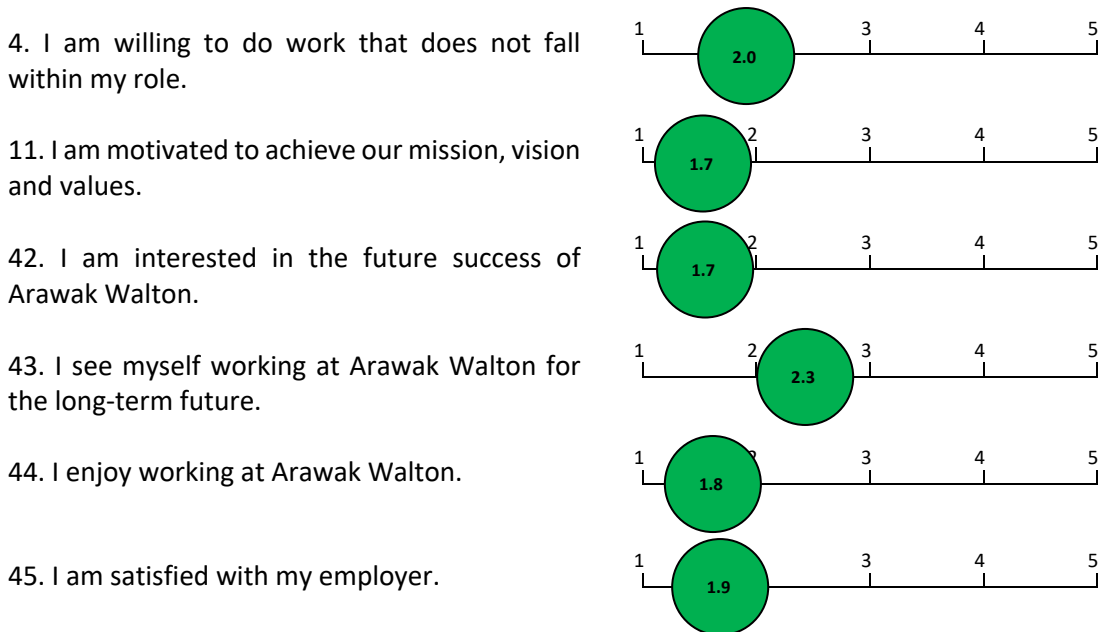 4. I am willing to do work that does not fall
within my role.
1 3 4 5
2.0
11. I am motivated to achieve our mission, vision
and values.
1 2 3 4 5
1.7
42. I am interested in the future success of
Arawak Walton.
1 2 3 4 5
1.7
43. I see myself working at Arawak Walton for
the long-term future.
1 2 3 4 5
2.3
44. I enjoy working at Arawak Walton.
1 2 3 4 5
1.8
45. I am satisfied with my employer.
1 3 4 5
1.9